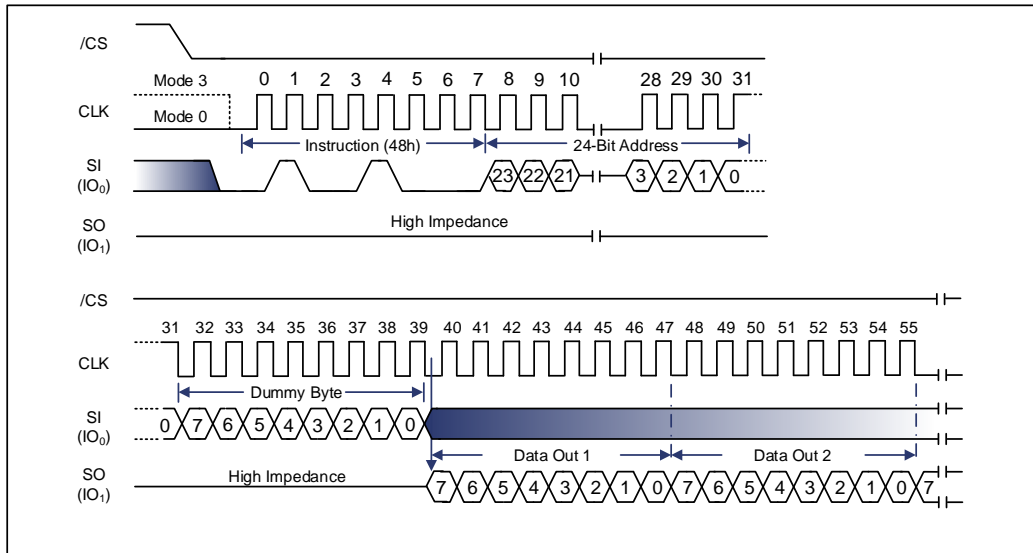 /CS
Mode 3 0 1 2 3 4 5 6 7 8 9 10 28 29 30 31
CLK
Mode 0
Instruction (48h) 24-Bit Address
SI
(IO₀) 23 22 21 3 2 1 0
SO
(IO₁) High Impedance
/CS
31 32 33 34 35 36 37 38 39 40 41 42 43 44 45 46 47 48 49 50 51 52 53 54 55
CLK
Dummy Byte
SI
(IO₀) 0 7 6 5 4 3 2 1 0
Data Out 1 Data Out 2
SO High Impedance
(IO₁) 7 6 5 4 3 2 1 0 7 6 5 4 3 2 1 0 7